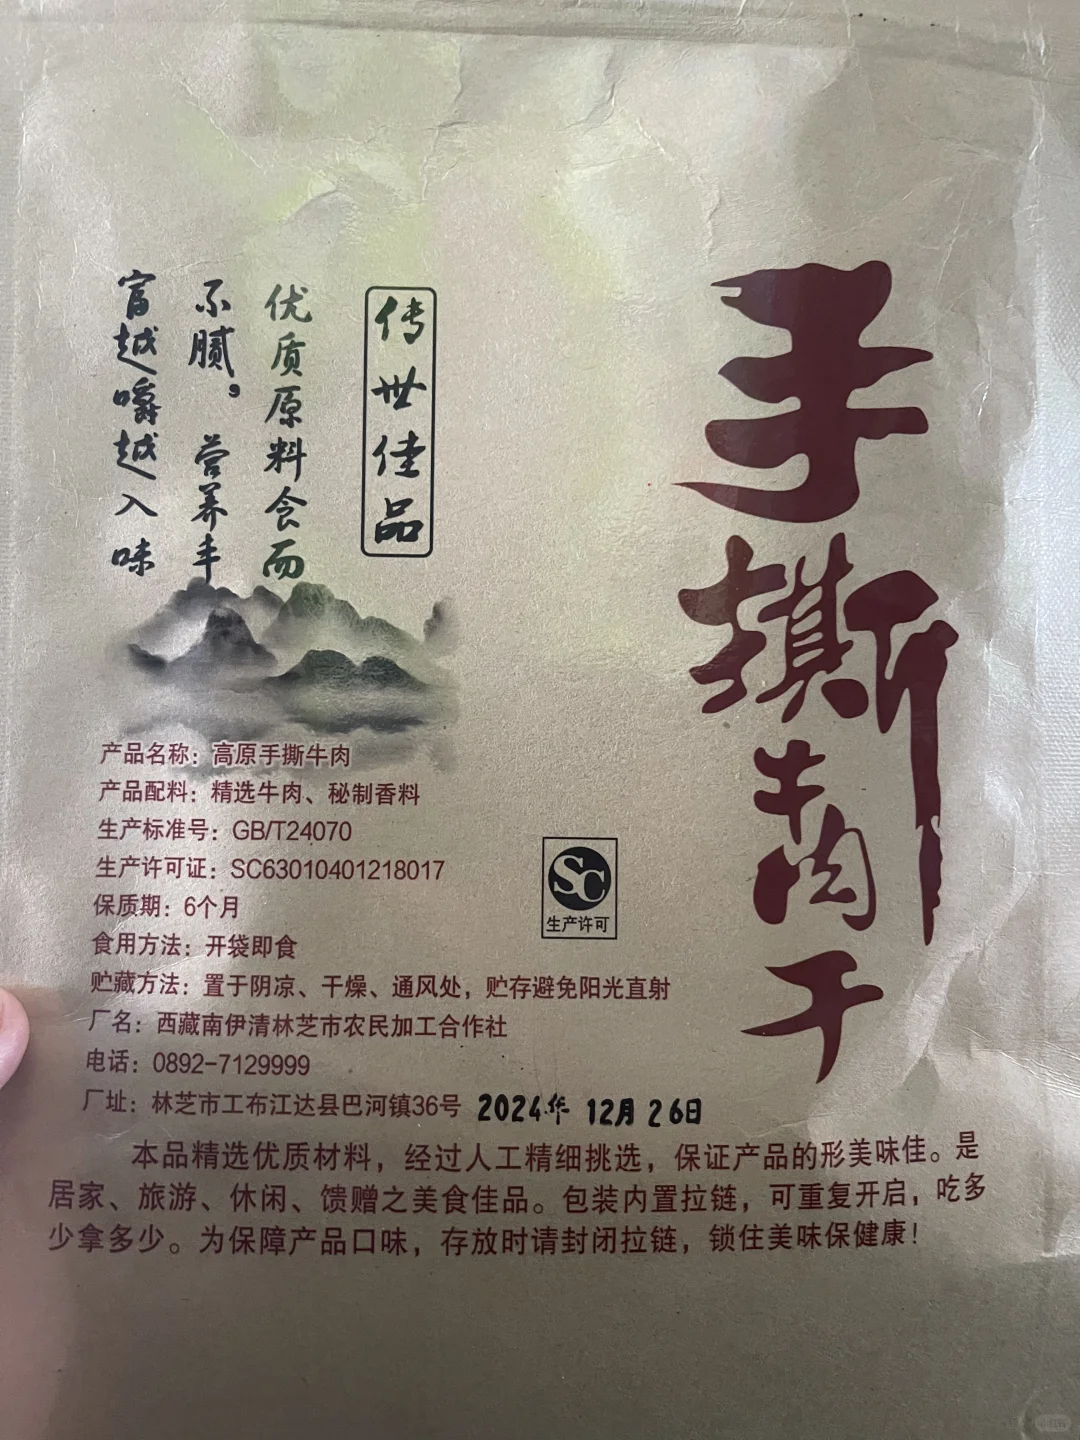 手撕牛肉干
传世佳品
优质原料食而
不腻。营养丰
富越嚼越入味
产品名称：高原手撕牛肉
产品配料：精选牛肉、秘制香料
生产标准号：GB/T24070
生产许可证：SC63010401218017
保质期：6个月
食用方法：开袋即食
贮藏方法：置于阴凉、干燥、通风处，贮存避免阳光直射
厂名：西藏南伊清林芝市农民加工合作社
电话：0892-7129999
厂址：林芝市工布江达县巴河镇36号
2024年 12月 26日
SC
生产许可
本品精选优质材料，经过人工精细挑选，保证产品的形美味佳。是
居家、旅游、休闲、馈赠之美食佳品。包装内置拉链，可重复开启，吃多
少拿多少。为保障产品口味，存放时请封闭拉链，锁住美味保健康！